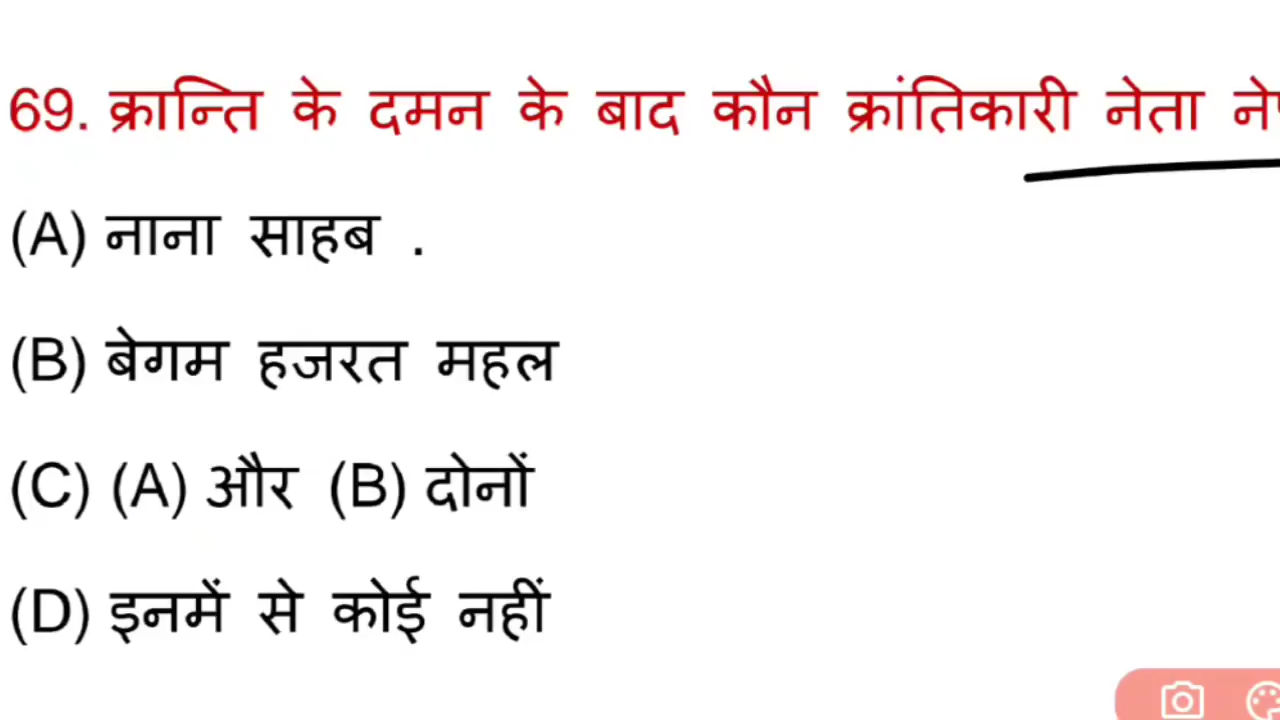 69. क्रान्ति के दमन के बाद कौन क्रांतिकारी नेता
(A) नाना साहब .
(B) बेगम हजरत महल
(C) (A) और (B) दोनों
(D) इनमें से कोई नहीं